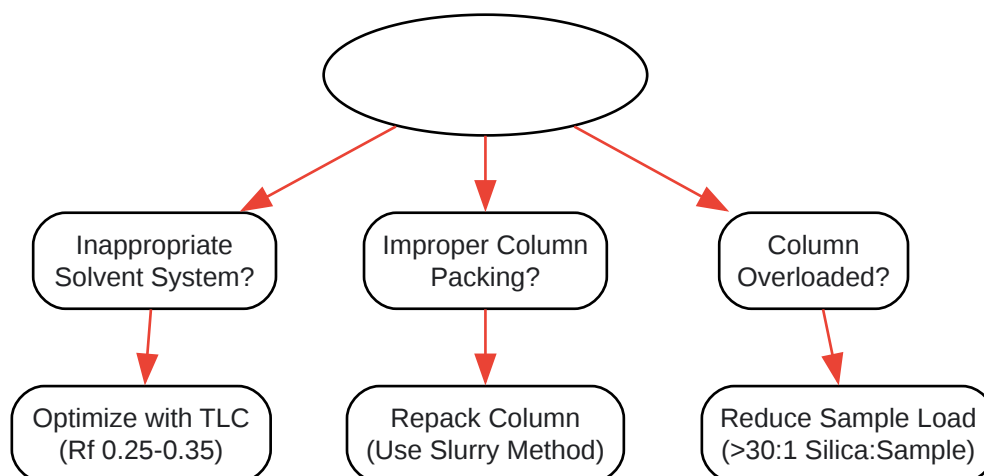 Inappropriate
Solvent System?
Improper Column
Packing?
Column
Overloaded?
Optimize with TLC
(Rf 0.25-0.35)
Repack Column
(Use Slurry Method)
Reduce Sample Load
(>30:1 Silica:Sample)